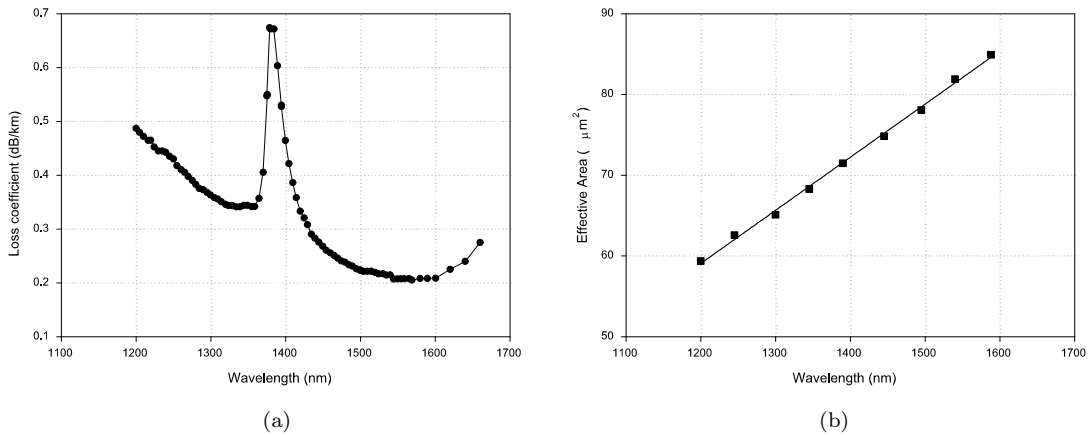 0.7
0.6
0.5
0.4
0.3
0.2
0.1
Loss coefficient (dB/km)
1100 1200 1300 1400 1500 1600 1700
Wavelength (nm)
(a)
90
80
70
60
50
Effective Area ( μm²)
1100 1200 1300 1400 1500 1600 1700
Wavelength (nm)
(b)